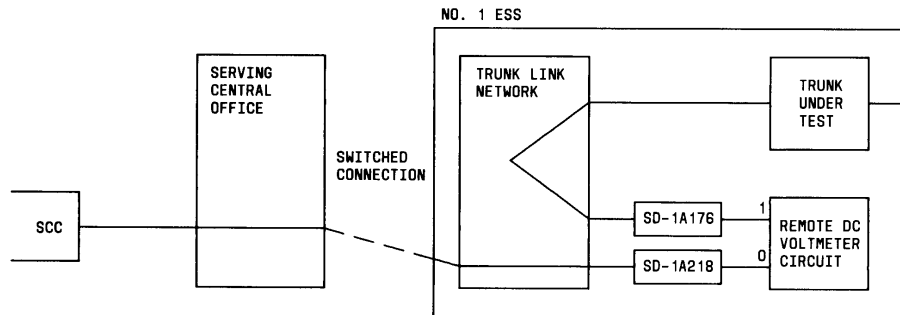 NO. 1 ESS
SERVING
CENTRAL
OFFICE
TRUNK LINK
NETWORK
TRUNK
UNDER
TEST
SWITCHED
CONNECTION
SCC
SD-1A176
1
REMOTE DC
VOLTMETER
CIRCUIT
SD-1A218
0